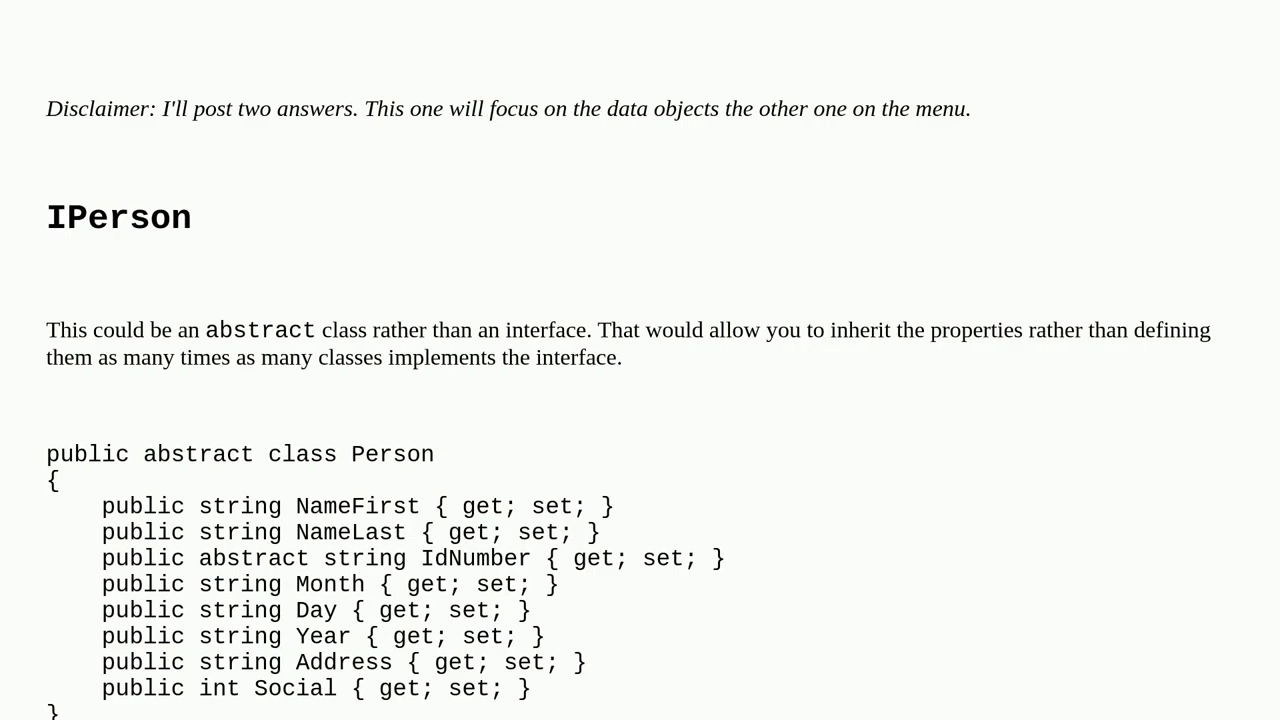 Disclaimer: I'll post two answers. This one will focus on the data objects the other one on the menu.
IPerson
This could be an abstract class rather than an interface. That would allow you to inherit the properties rather than defining
them as many times as many classes implements the interface.
public abstract class Person
{
    public string NameFirst { get; set; }
    public string NameLast { get; set; }
    public abstract string IdNumber { get; set; }
    public string Month { get; set; }
    public string Day { get; set; }
    public string Year { get; set; }
    public string Address { get; set; }
    public int Social { get; set; }
}